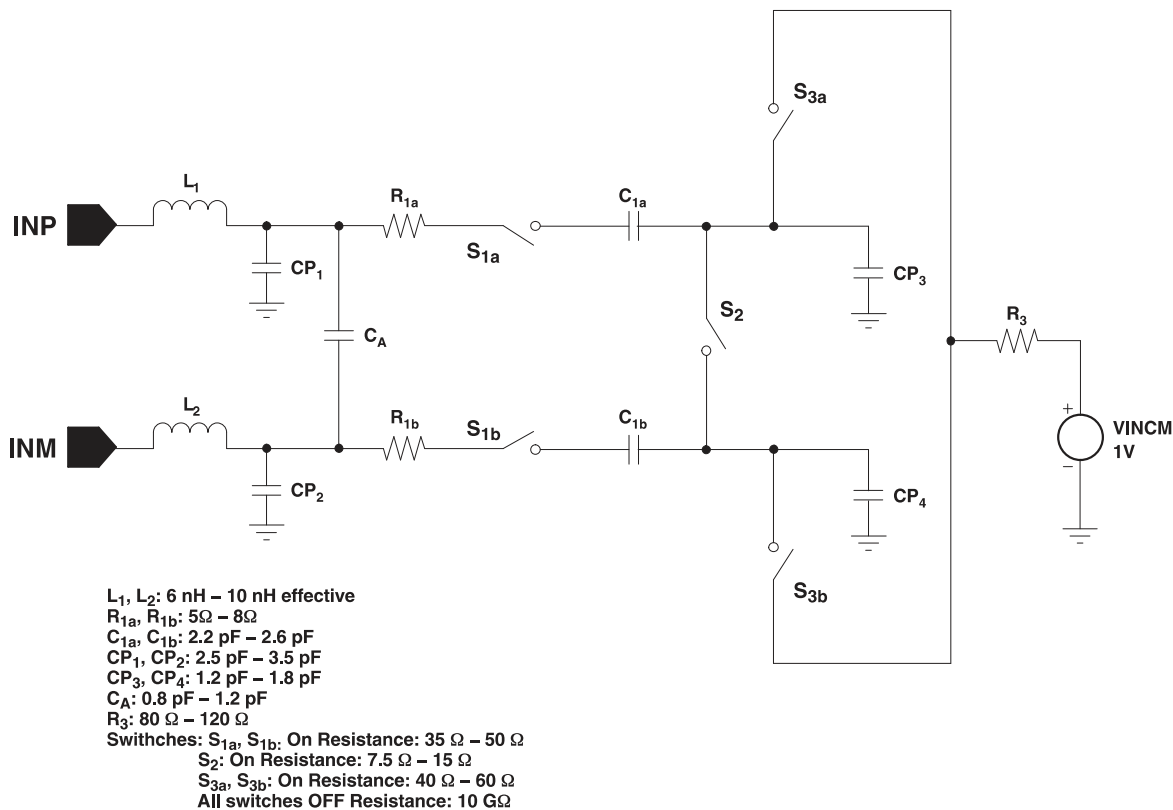 S3a
L1
R1a
C1a
INP
S1a
CP1
CP3
S2
R3
CA
L2
R1b
S1b
C1b
INM
+
VINCM
1V
–
CP2
CP4
S3b
L1, L2: 6 nH – 10 nH effective
R1a, R1b: 5Ω – 8Ω
C1a, C1b: 2.2 pF – 2.6 pF
CP1, CP2: 2.5 pF – 3.5 pF
CP3, CP4: 1.2 pF – 1.8 pF
CA: 0.8 pF – 1.2 pF
R3: 80 Ω – 120 Ω
Swithches: S1a, S1b: On Resistance: 35 Ω – 50 Ω
S2: On Resistance: 7.5 Ω – 15 Ω
S3a, S3b: On Resistance: 40 Ω – 60 Ω
All switches OFF Resistance: 10 GΩ